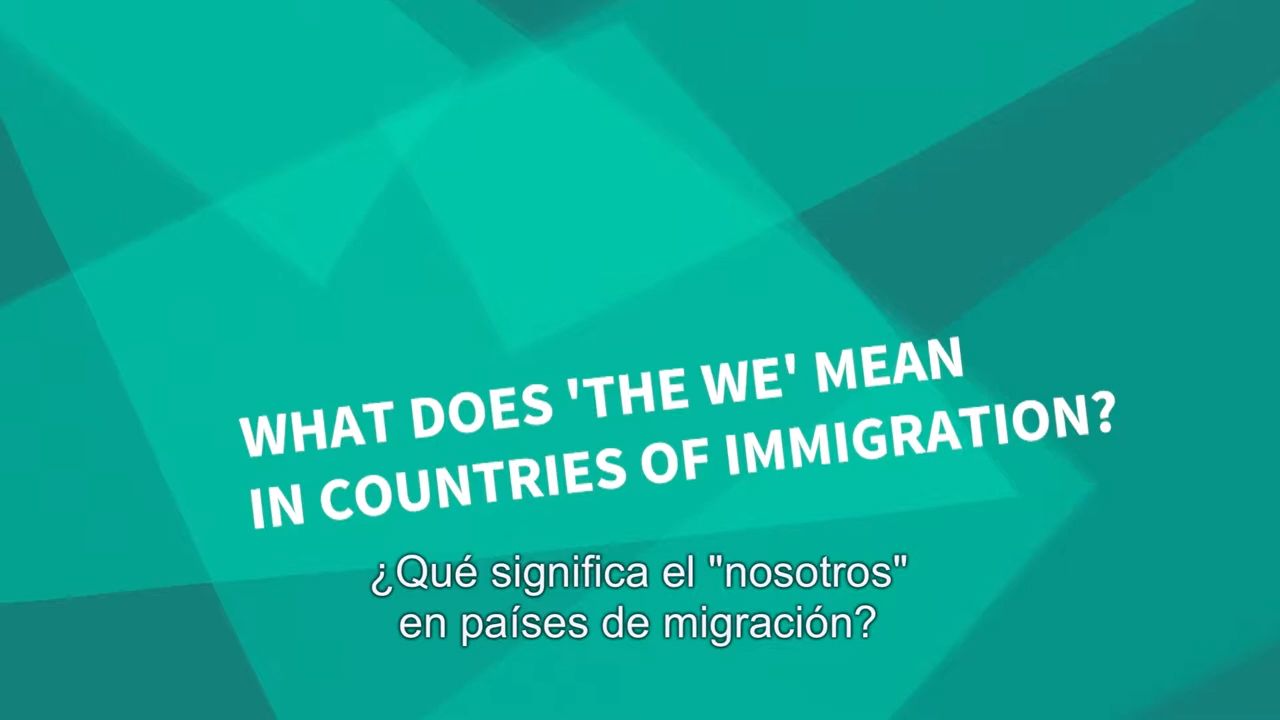 WHAT DOES 'THE WE' MEAN
IN COUNTRIES OF IMMIGRATION?
¿Qué significa el "nosotros"
en países de migración?